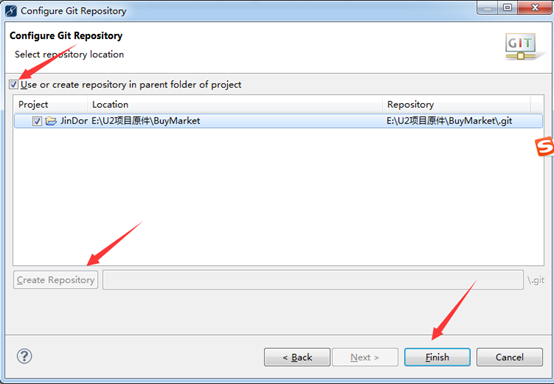 Configure Git Repository
Configure Git Repository
Select repository location
GIT
Use or create repository in parent folder of project
Project Location Repository
JinDor E:\U2项目原件\BuyMarket E:\U2项目原件\BuyMarket\.git
Create Repository \.git
? < Back Next > Finish Cancel